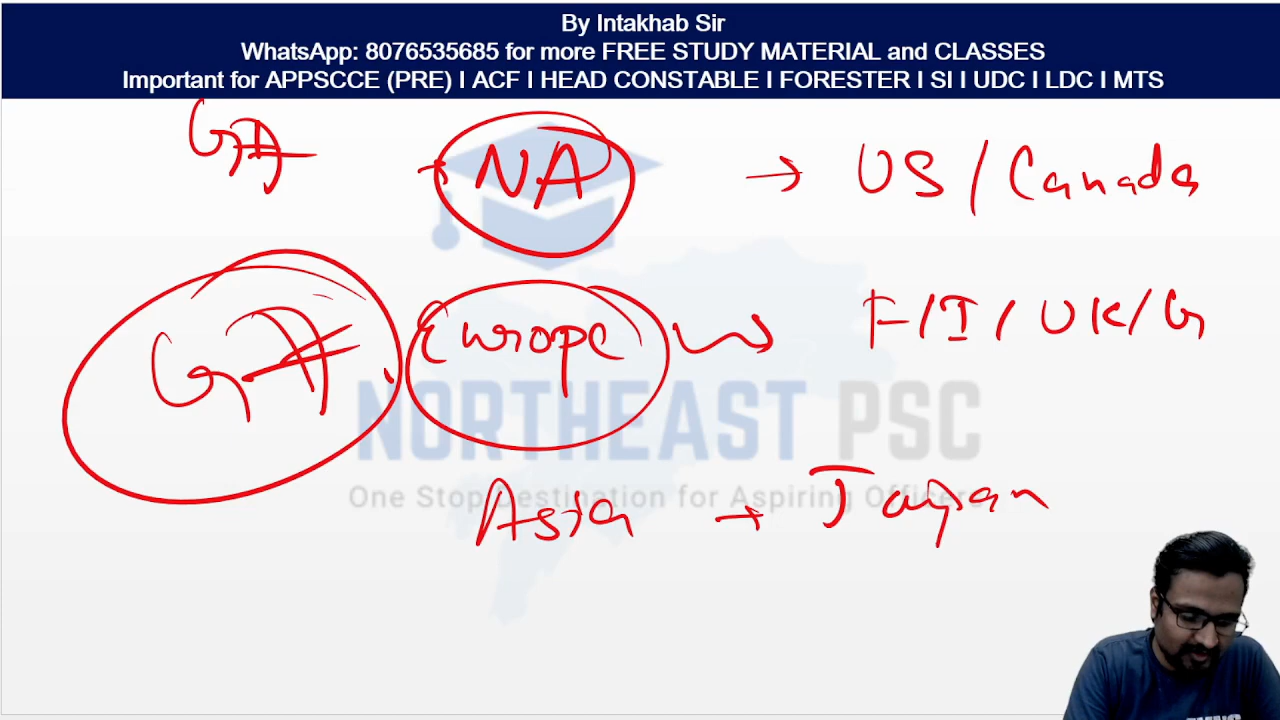 By Intakhab Sir
WhatsApp: 8076535685 for more FREE STUDY MATERIAL and CLASSES
Important for APPSCCE (PRE) I ACF I HEAD CONSTABLE I FORESTER I SI I UDC I LDC I MTS
G7 → NA → US / Canada
G7 Europe → F / I / UK / G
NORTHEAST PSC
One Stop Destination for Aspiring Officers
Asia → Japan